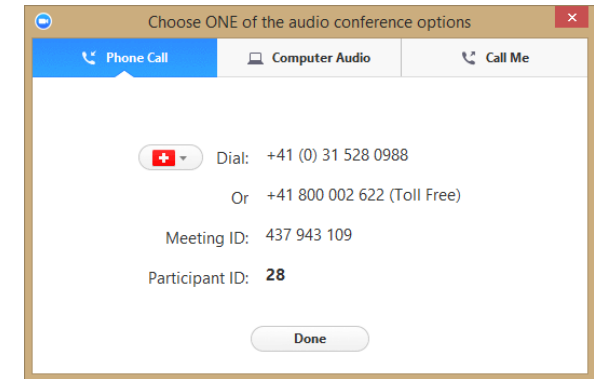 Choose ONE of the audio conference options
Phone Call Computer Audio Call Me
Dial: +41 (0) 31 528 0988
Or +41 800 002 622 (Toll Free)
Meeting ID: 437 943 109
Participant ID: 28
Done